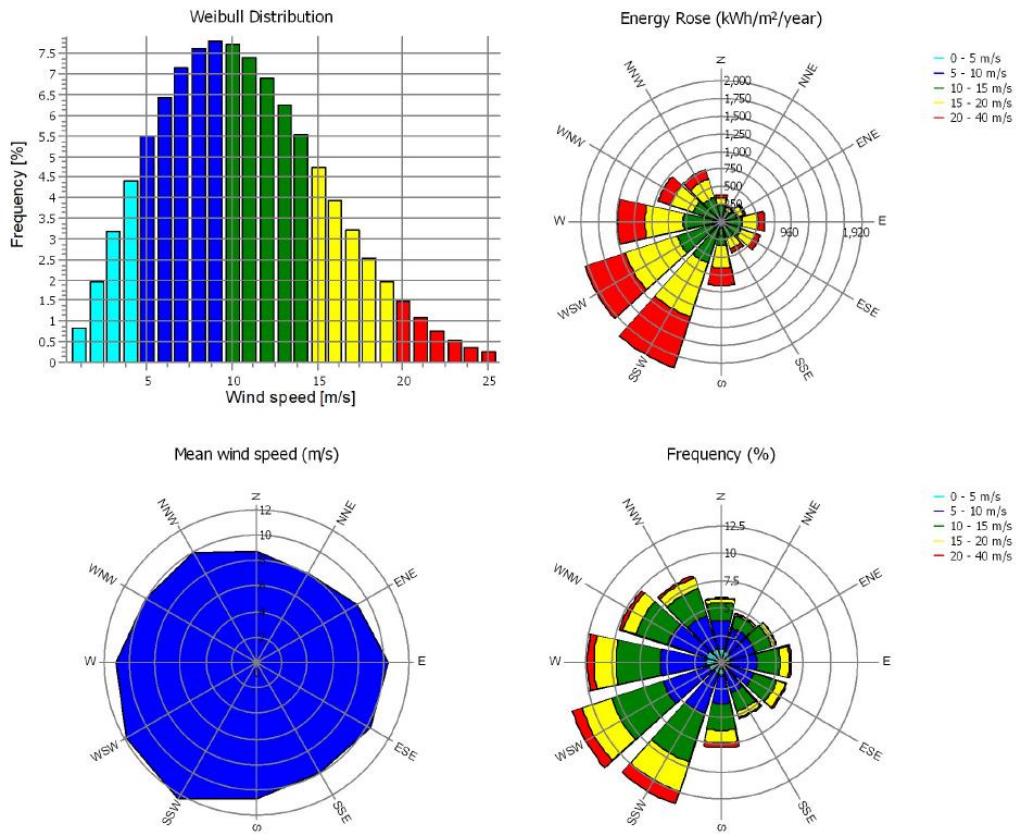 Weibull Distribution
Frequency [%]
7.5
7
6.5
6
5.5
5
4.5
4
3.5
3
2.5
2
1.5
1
0.5
0
5
10
15
20
25
Wind speed [m/s]
Energy Rose (kWh/m²/year)
N
NNE
ENE
E
ESE
SSE
S
SSW
WSW
W
WNW
NNW
2,000
1,750
1,500
1,250
1,000
750
500
250
960
1,920
0 - 5 m/s
5 - 10 m/s
10 - 15 m/s
15 - 20 m/s
20 - 40 m/s
Mean wind speed (m/s)
N
NNE
ENE
E
ESE
SSE
S
SSW
WSW
W
WNW
NNW
12
10
Frequency (%)
N
NNE
ENE
E
ESE
SSE
S
SSW
WSW
W
WNW
NNW
12.5
10
7.5
0 - 5 m/s
5 - 10 m/s
10 - 15 m/s
15 - 20 m/s
20 - 40 m/s